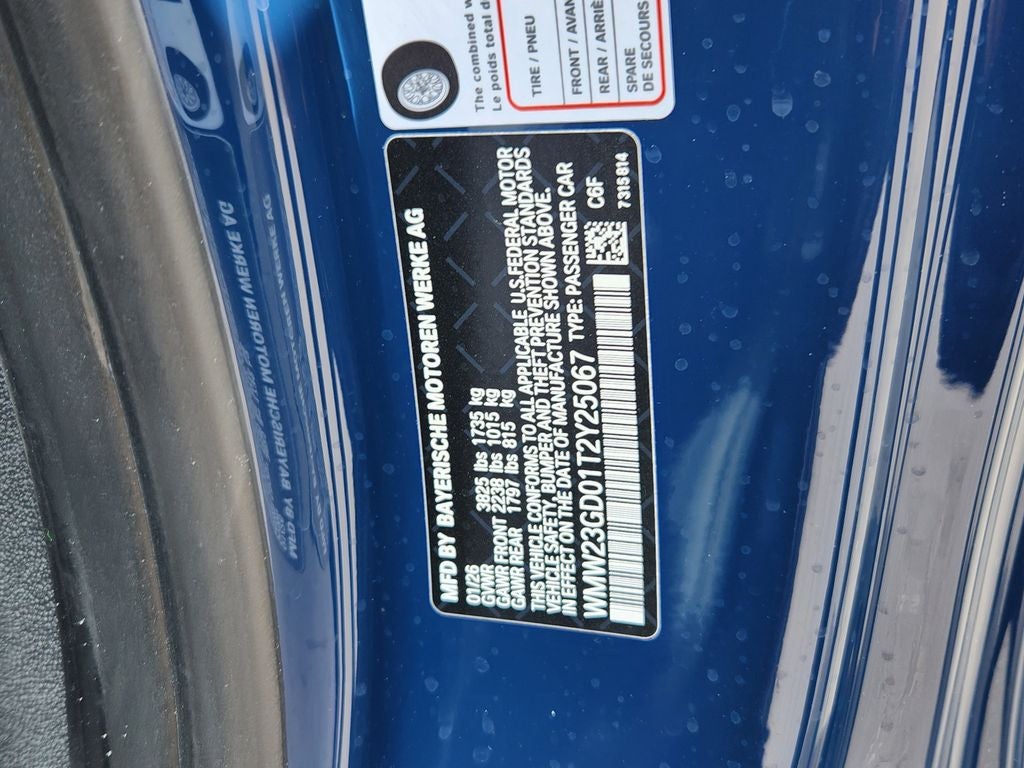 The combined w
Le poids total d
TIRE / PNEU
FRONT / AVAN
REAR / ARRIÈ
SPARE
DE SECOURS
MFD BY BAYERISCHE MOTOREN WERKE AG
01/26
GVWR 3825 lbs 1735 kg
GAWR FRONT 2238 lbs 1015 kg
GAWR REAR 1797 lbs 815 kg
THIS VEHICLE CONFORMS TO ALL APPLICABLE U.S. FEDERAL MOTOR
VEHICLE SAFETY, BUMPER AND THEFT PREVENTION STANDARDS
IN EFFECT ON THE DATE OF MANUFACTURE SHOWN ABOVE.
WMW23GD01T2Y25067 TYPE: PASSENGER CAR
C6F
7 313 814